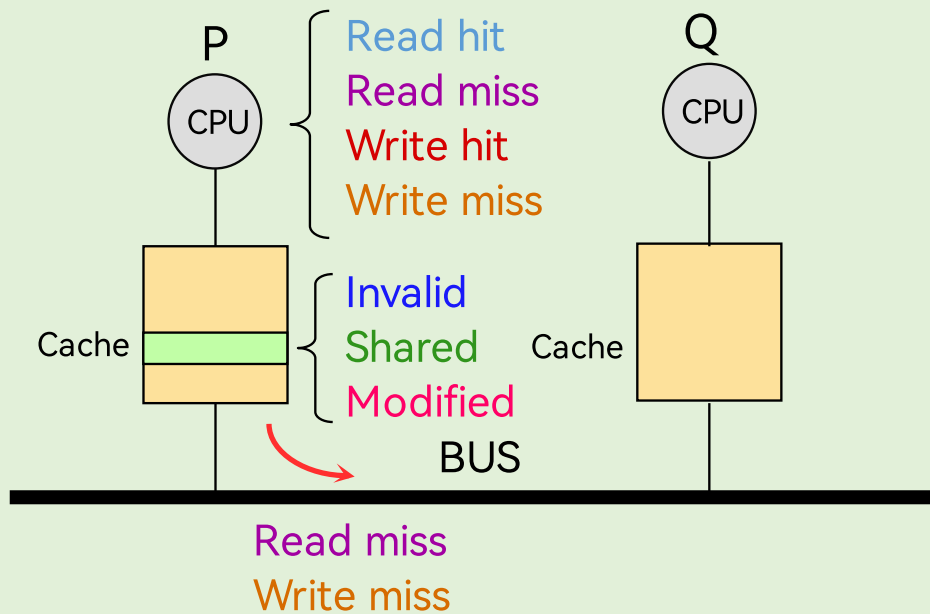 P
Q
CPU
CPU
Read hit
Read miss
Write hit
Write miss
Cache
Invalid
Shared
Modified
Cache
BUS
Read miss
Write miss